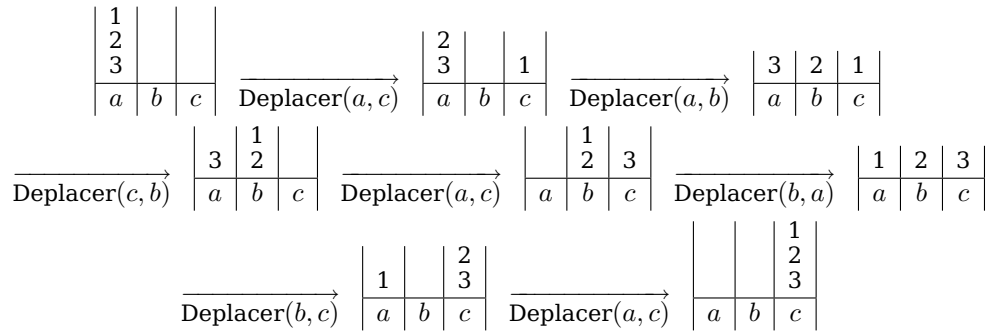 1
2 2
3 3 1 3 2 1
a b c Deplacer(a, c) a b c Deplacer(a, b) a b c
1 1
3 2 2 3 1 2 3
Deplacer(c, b) a b c Deplacer(a, c) a b c Deplacer(b, a) a b c
1
2 2
1 3 3
Deplacer(b, c) a b c Deplacer(a, c) a b c